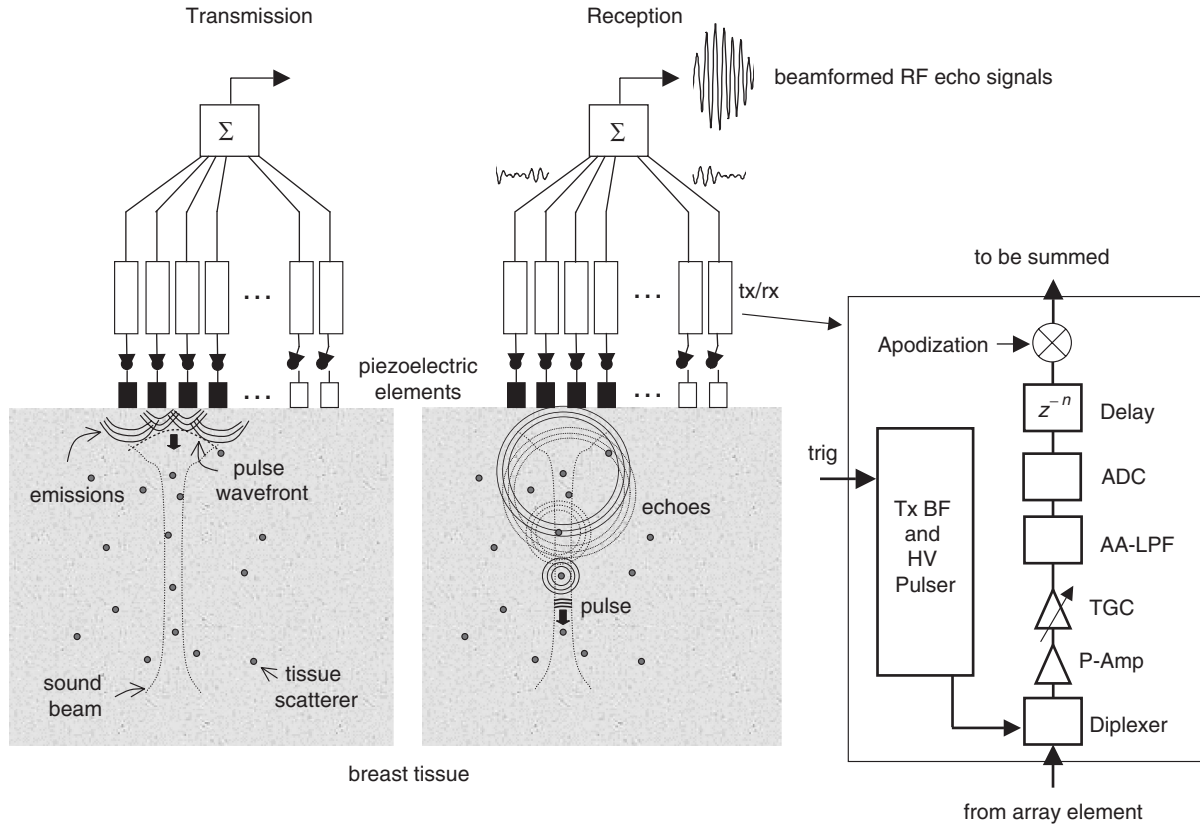 Transmission
Reception
beamformed RF echo signals
Σ
Σ
to be summed
tx/rx
...
...
...
...
Apodization
piezoelectric
elements
z⁻ⁿ
Delay
trig
pulse
wavefront
emissions
echoes
ADC
Tx BF
and
HV
Pulser
AA-LPF
pulse
TGC
P-Amp
sound
beam
tissue
scatterer
Diplexer
breast tissue
from array element